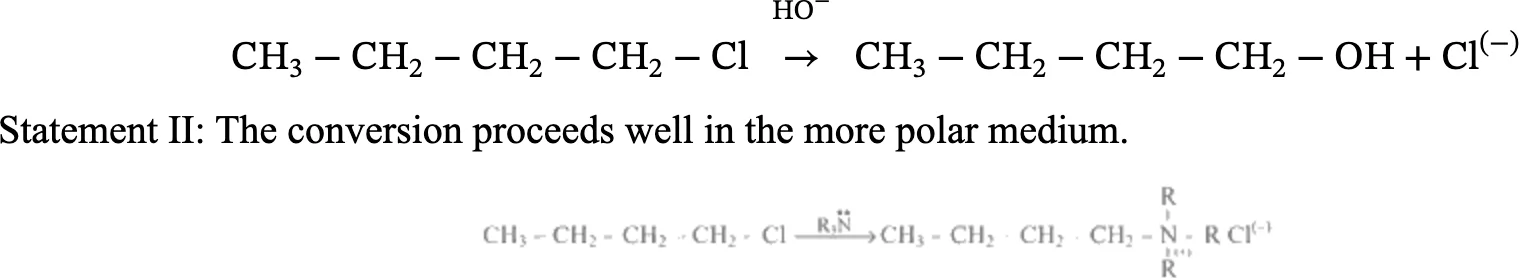 HO⁻
CH₃ – CH₂ – CH₂ – CH₂ – Cl → CH₃ – CH₂ – CH₂ – CH₂ – OH + Cl⁽⁻⁾
Statement II: The conversion proceeds well in the more polar medium.
R
CH₃ - CH₂ - CH₂ - CH₂ - Cl R₃N̈ → CH₃ - CH₂ CH₂ CH₂ - N - R Cl⁽⁻⁾
(+)
R